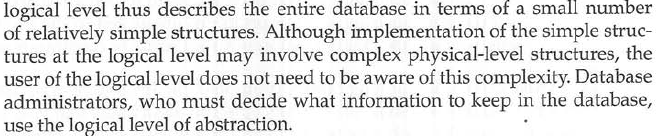 logical level thus describes the entire database in terms of a small number
of relatively simple structures. Although implementation of the simple struc-
tures at the logical level may involve complex physical-level structures, the
user of the logical level does not need to be aware of this complexity. Database
administrators, who must decide what information to keep in the database,
use the logical level of abstraction.